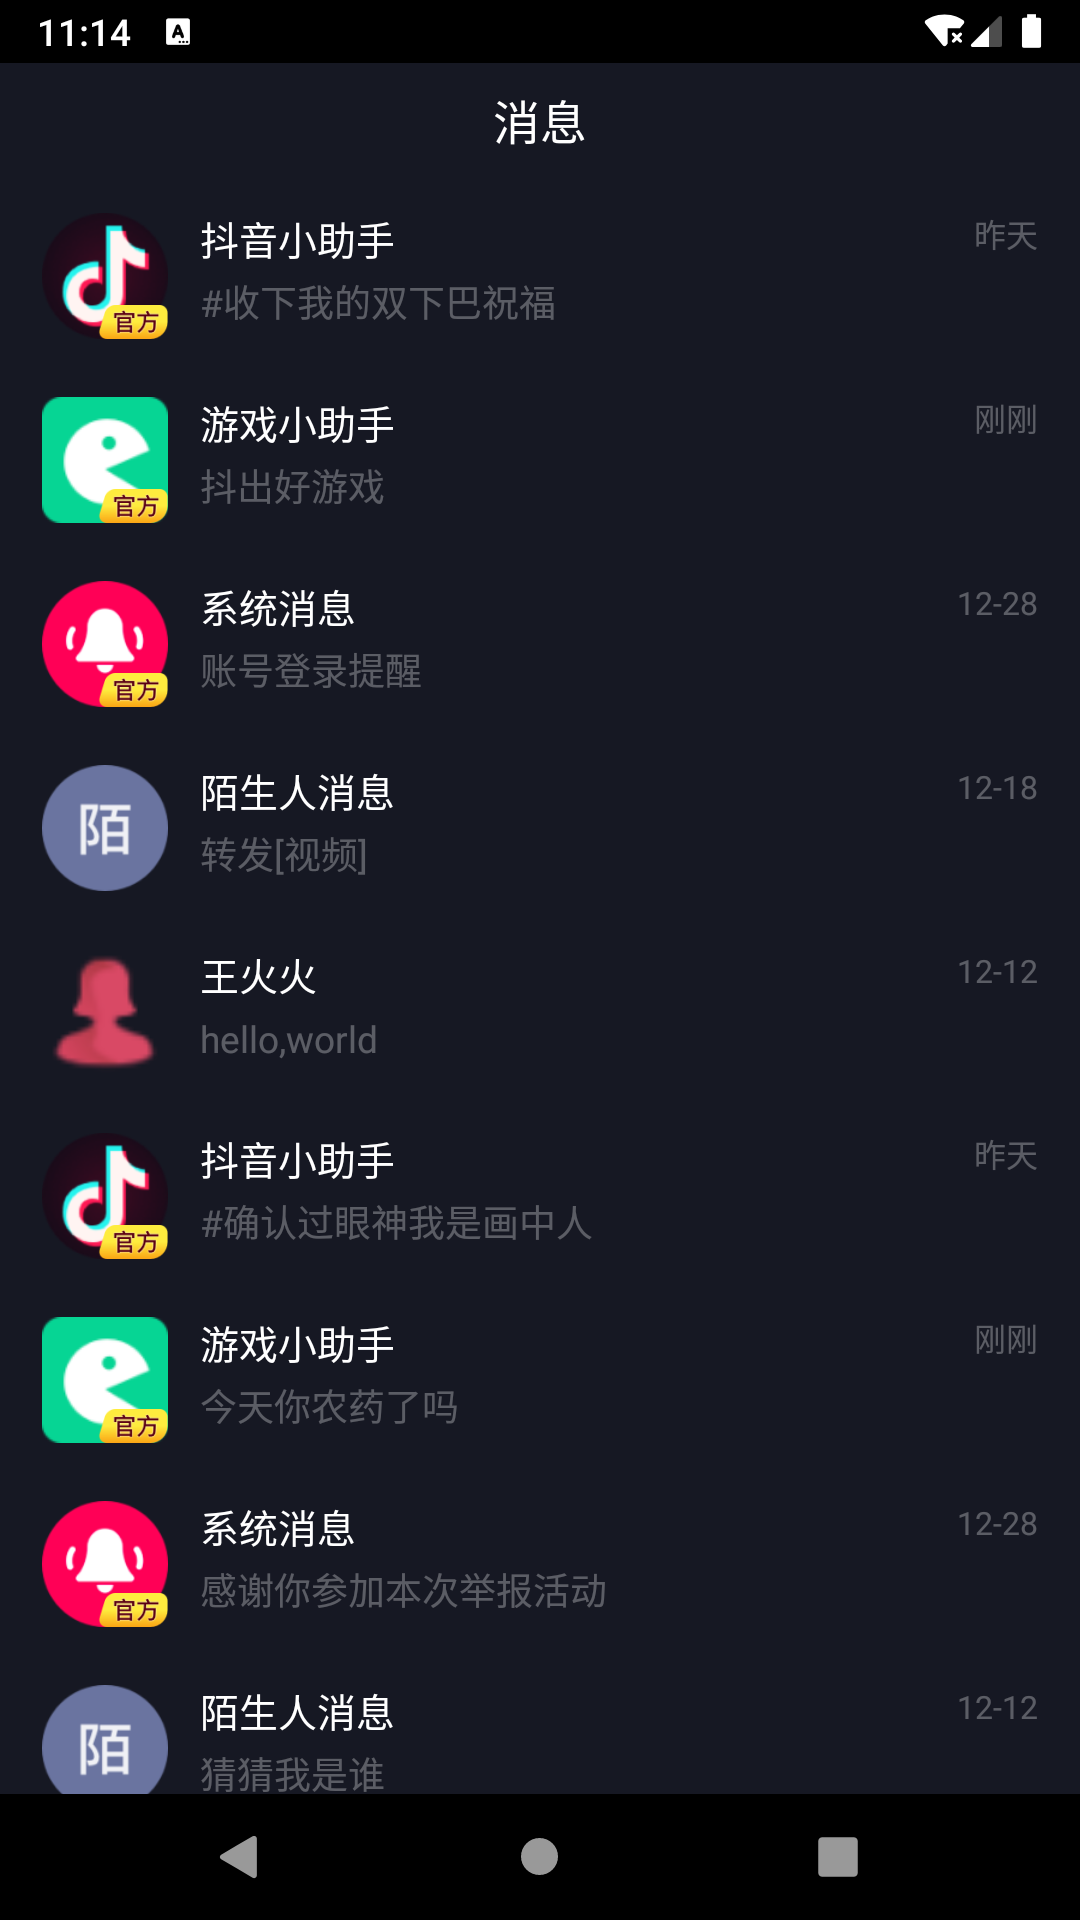 11:14
消息
抖音小助手
昨天
#收下我的双下巴祝福
官方
游戏小助手
刚刚
抖出好游戏
官方
系统消息
12-28
账号登录提醒
官方
陌生人消息
12-18
陌
转发[视频]
王火火
12-12
hello,world
抖音小助手
昨天
#确认过眼神我是画中人
官方
游戏小助手
刚刚
今天你农药了吗
官方
系统消息
12-28
感谢你参加本次举报活动
官方
陌生人消息
12-12
陌
猜猜我是谁